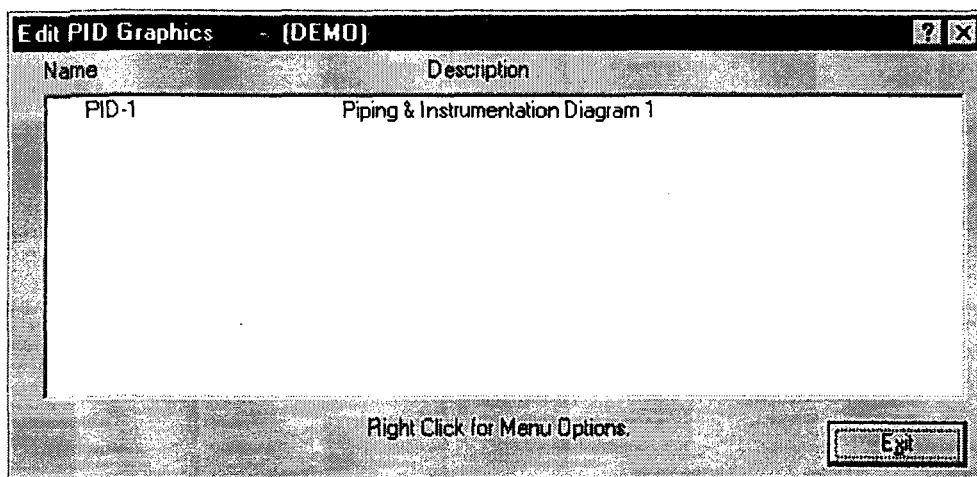 Edit PID Graphics - (DEMO)
Name Description
PID-1 Piping & Instrumentation Diagram 1
Right Click for Menu Options.
Exit